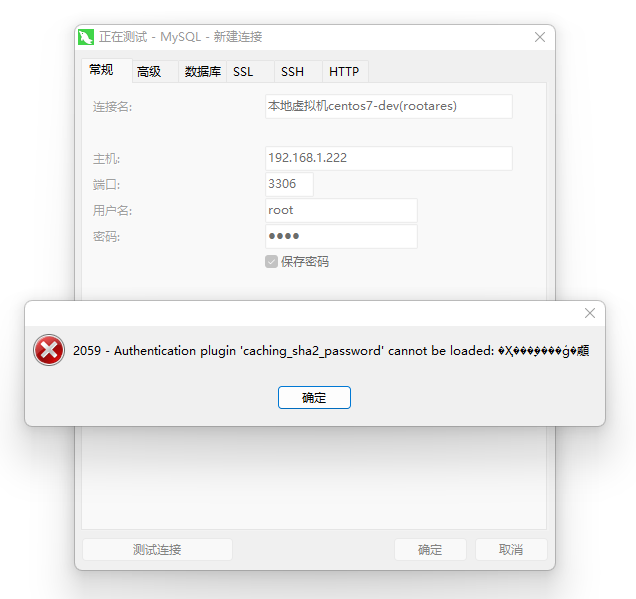 正在测试 - MySQL - 新建连接
常规 高级 数据库 SSL SSH HTTP
连接名: 本地虚拟机centos7-dev(rootares)
主机: 192.168.1.222
端口: 3306
用户名: root
密码: ●●●●
保存密码
2059 - Authentication plugin 'caching_sha2_password' cannot be loaded:
确定
测试连接 确定 取消